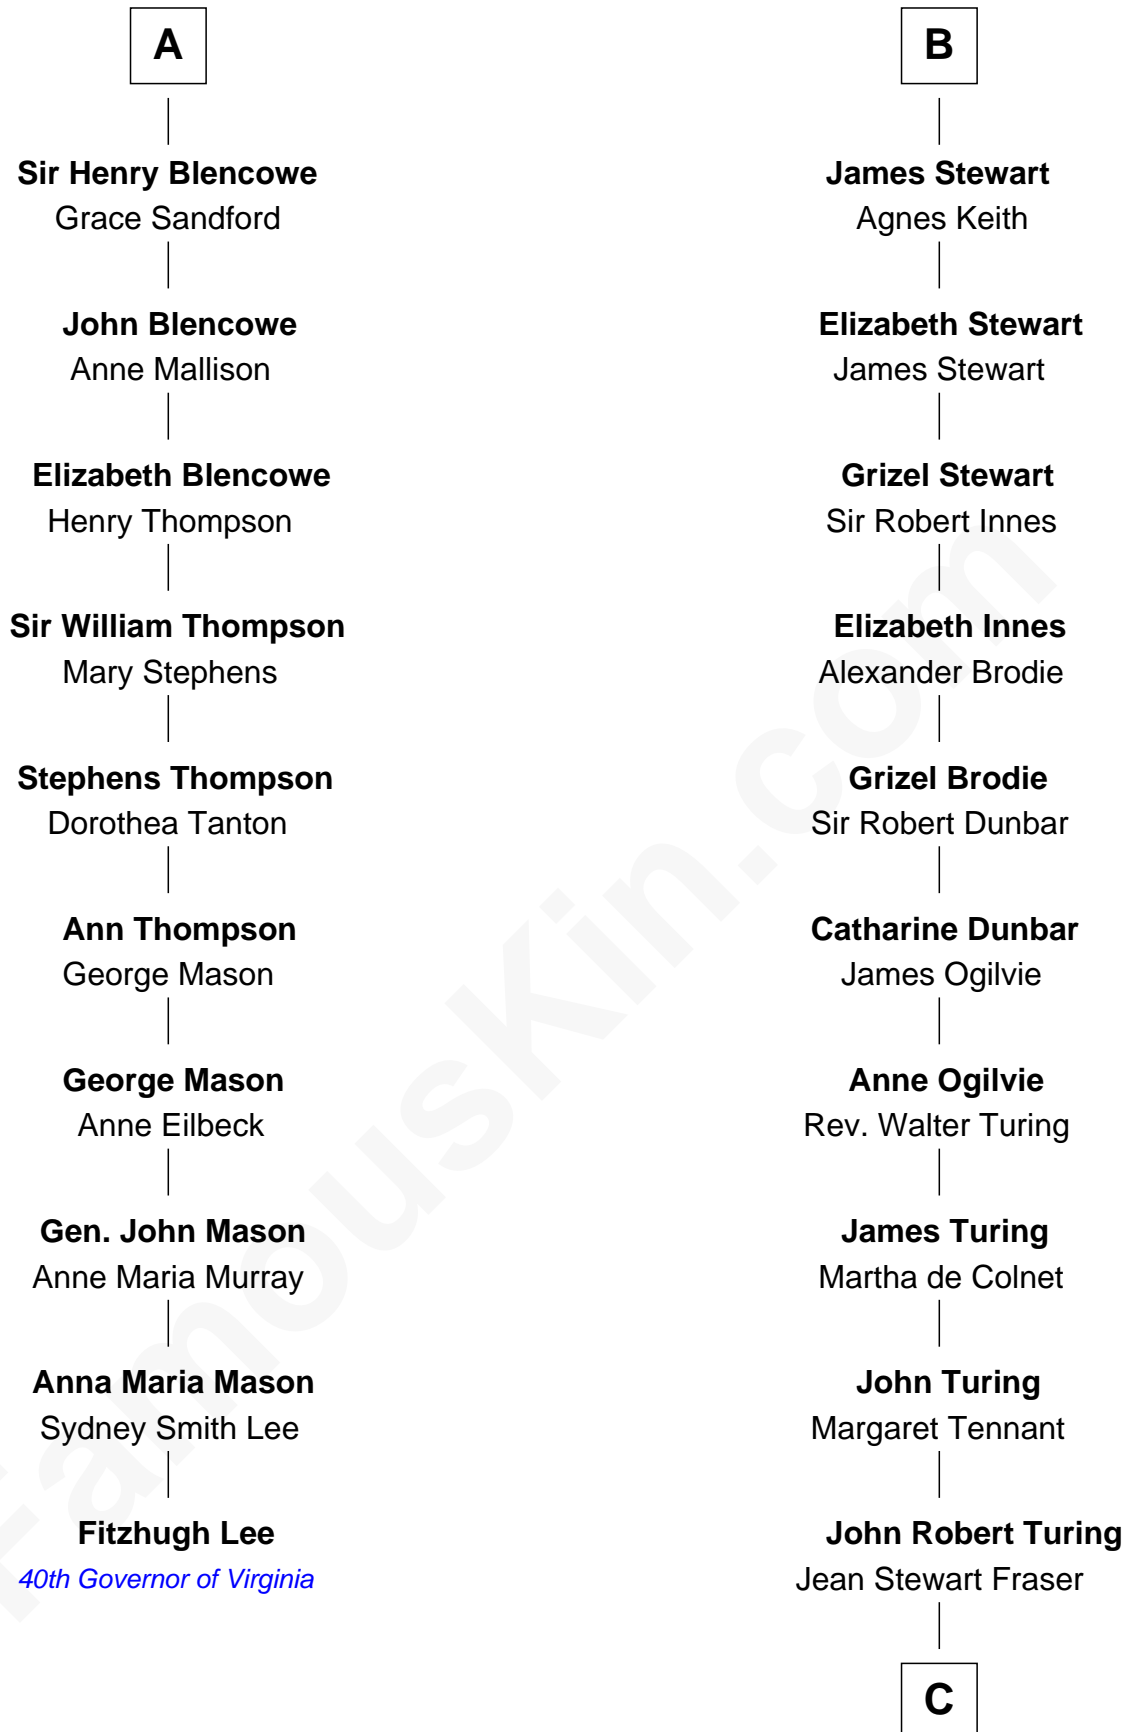 A
Sir Henry Blencowe
Grace Sandford
John Blencowe
Anne Mallison
Elizabeth Blencowe
Henry Thompson
Sir William Thompson
Mary Stephens
Stephens Thompson
Dorothea Tanton
Ann Thompson
George Mason
George Mason
Anne Eilbeck
Gen. John Mason
Anne Maria Murray
Anna Maria Mason
Sydney Smith Lee
Fitzhugh Lee
40th Governor of Virginia
B
James Stewart
Agnes Keith
Elizabeth Stewart
James Stewart
Grizel Stewart
Sir Robert Innes
Elizabeth Innes
Alexander Brodie
Grizel Brodie
Sir Robert Dunbar
Catharine Dunbar
James Ogilvie
Anne Ogilvie
Rev. Walter Turing
James Turing
Martha de Colnet
John Turing
Margaret Tennant
John Robert Turing
Jean Stewart Fraser
C
FamousKin.com